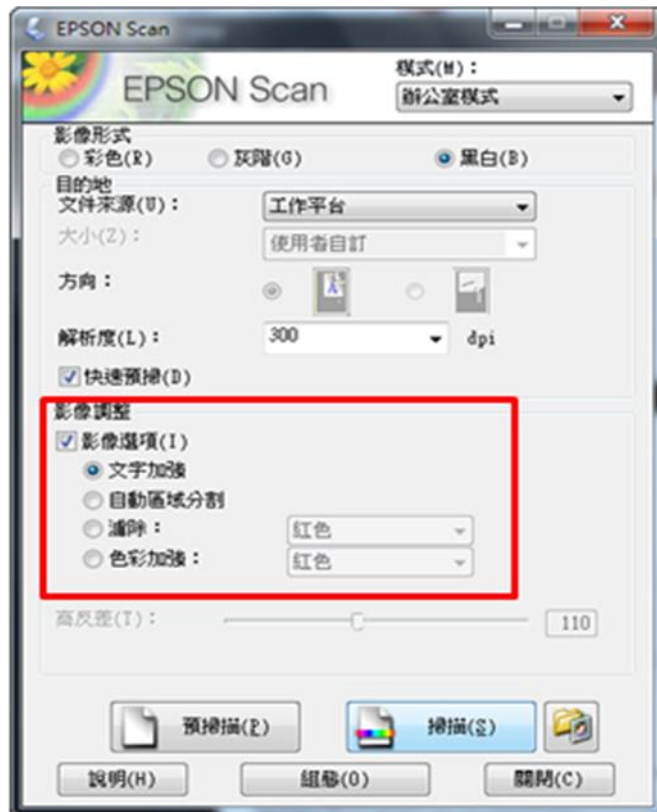 EPSON Scan
EPSON Scan
模式(M)：
辦公室模式
影像形式
彩色(R) 灰階(G) 黑白(B)
目的地
文件來源(U)： 工作平台
大小(Z)： 使用者自訂
方向：
解析度(L)： 300 dpi
快速預掃(D)
影像調整
影像選項(I)
文字加強
自動區域分割
濾除： 紅色
色彩加強： 紅色
高反差(T)： 110
預掃描(P) 掃描(S)
說明(H) 組態(O) 關閉(C)